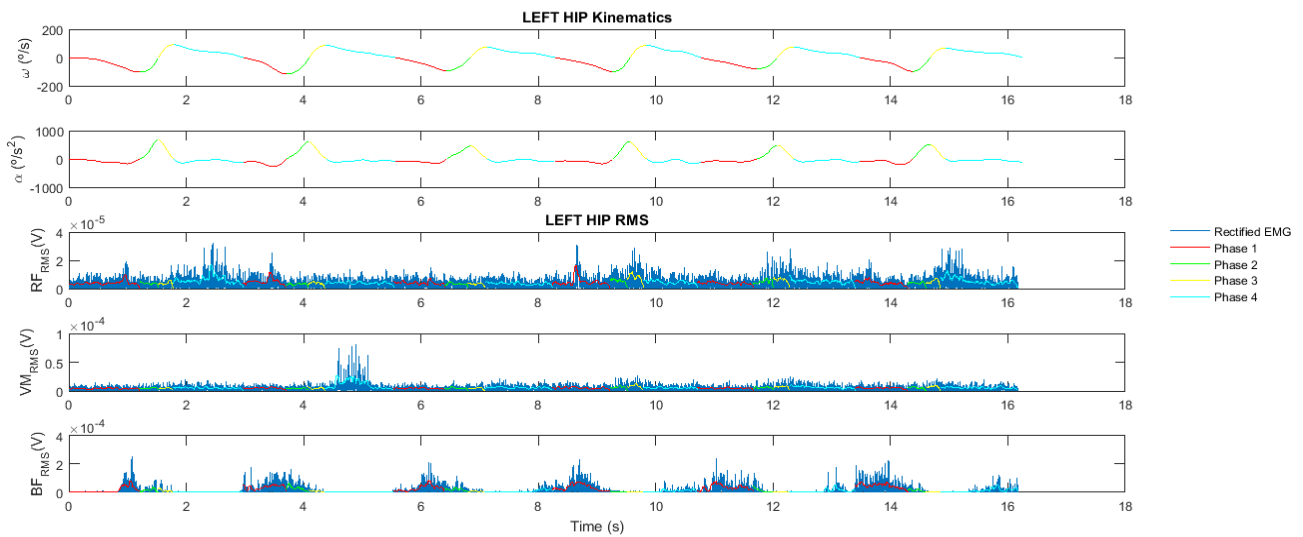 LEFT HIP Kinematics
ω (º/s)
200
0
-200
0 2 4 6 8 10 12 14 16 18
α (º/s²)
1000
0
-1000
0 2 4 6 8 10 12 14 16 18
LEFT HIP RMS
×10⁻⁵
RF_RMS(V)
4
2
0
0 2 4 6 8 10 12 14 16 18
×10⁻⁴
VM_RMS(V)
1
0.5
0
0 2 4 6 8 10 12 14 16 18
×10⁻⁴
BF_RMS(V)
4
2
0
0 2 4 6 8 10 12 14 16 18
Time (s)
Rectified EMG
Phase 1
Phase 2
Phase 3
Phase 4